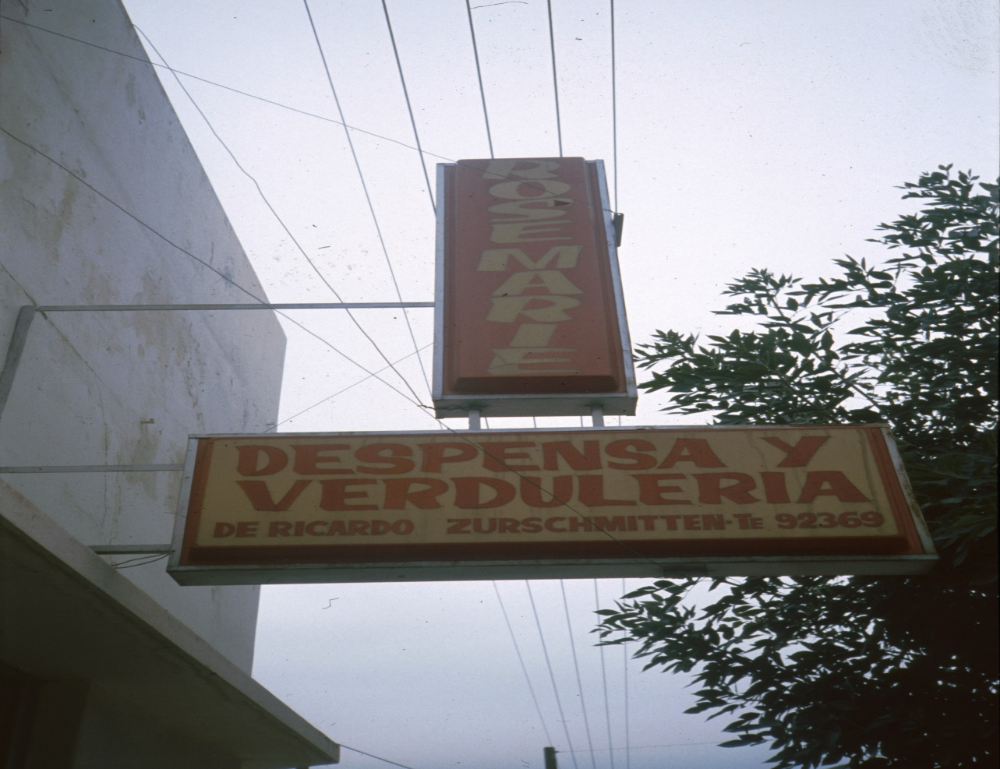 ROSEMARIE
DESPENSA Y
VERDULERIA
DE RICARDO ZURSCHMITTEN-TE 92369